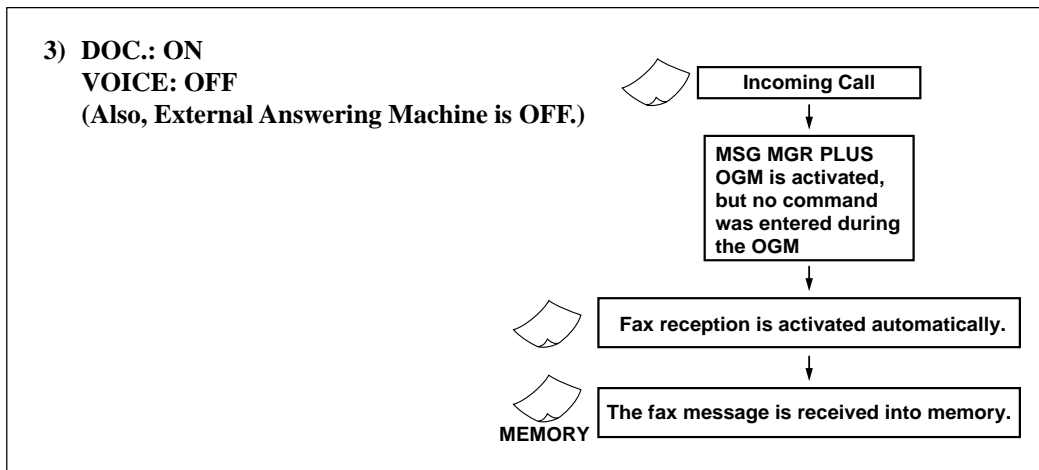 3) DOC.: ON
VOICE: OFF
(Also, External Answering Machine is OFF.)
Incoming Call
MSG MGR PLUS
OGM is activated,
but no command
was entered during
the OGM
Fax reception is activated automatically.
The fax message is received into memory.
MEMORY